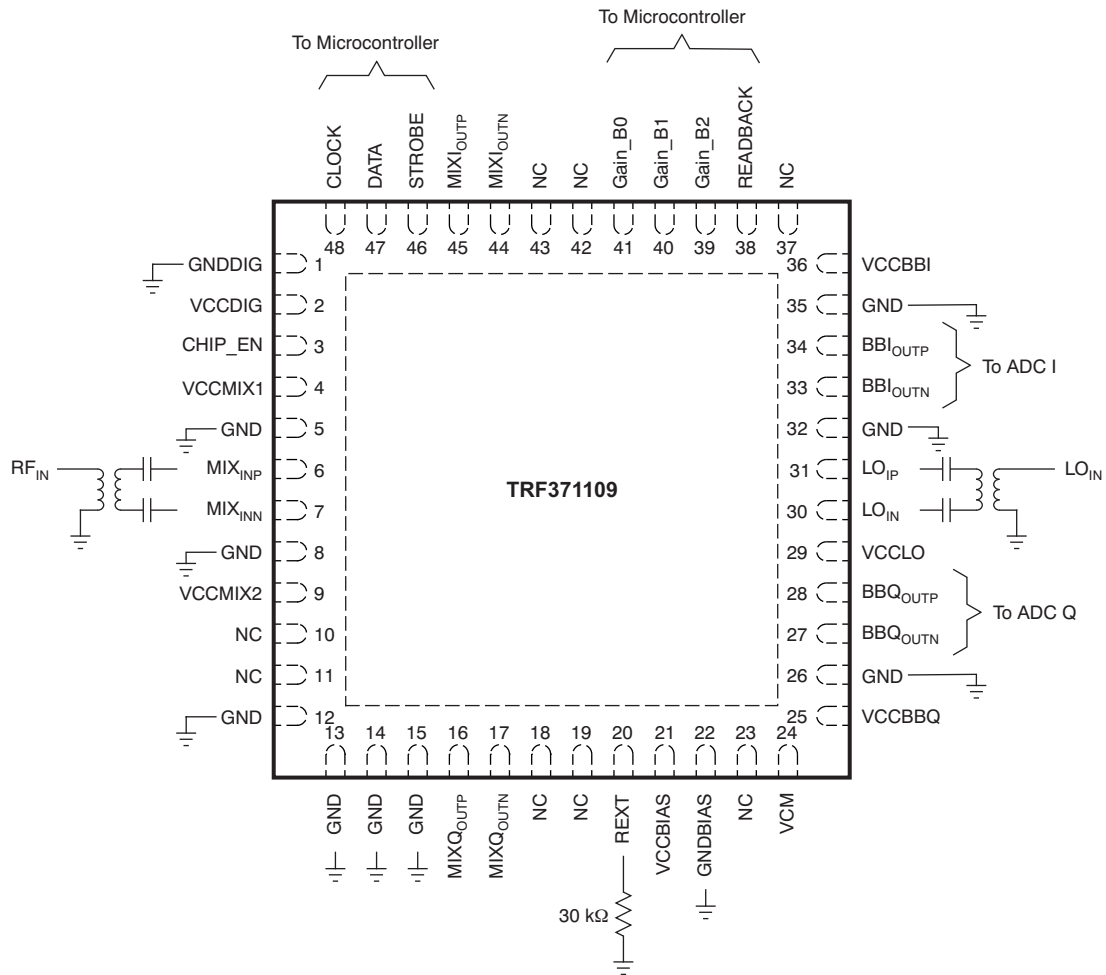 To Microcontroller
To Microcontroller
CLOCK
DATA
STROBE
MIXI_OUTP
MIXI_OUTN
NC
NC
Gain_B0
Gain_B1
Gain_B2
READBACK
NC
48
47
46
45
44
43
42
41
40
39
38
37
GNDDIG 1
VCCDIG 2
CHIP_EN 3
VCCMIX1 4
GND 5
RF_IN MIX_INP 6
MIX_INN 7
GND 8
VCCMIX2 9
NC 10
NC 11
GND 12
TRF371109
36 VCCBBI
35 GND
34 BBI_OUTP
To ADC I
33 BBI_OUTN
32 GND
31 LO_IP LO_IN
30 LO_IN
29 VCCLO
28 BBQ_OUTP
To ADC Q
27 BBQ_OUTN
26 GND
25 VCCBBQ
13
14
15
16
17
18
19
20
21
22
23
24
GND
GND
GND
MIXQ_OUTP
MIXQ_OUTN
NC
NC
REXT
VCCBIAS
GNDBIAS
NC
VCM
30 kΩ